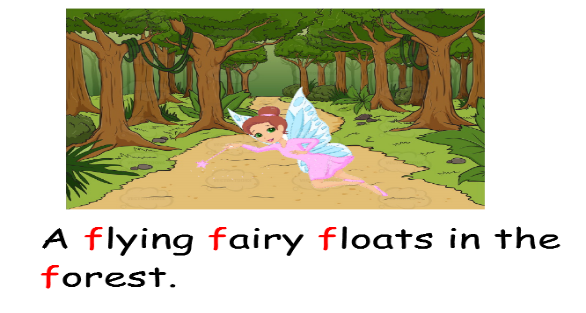 A flying fairy floats in the
forest.